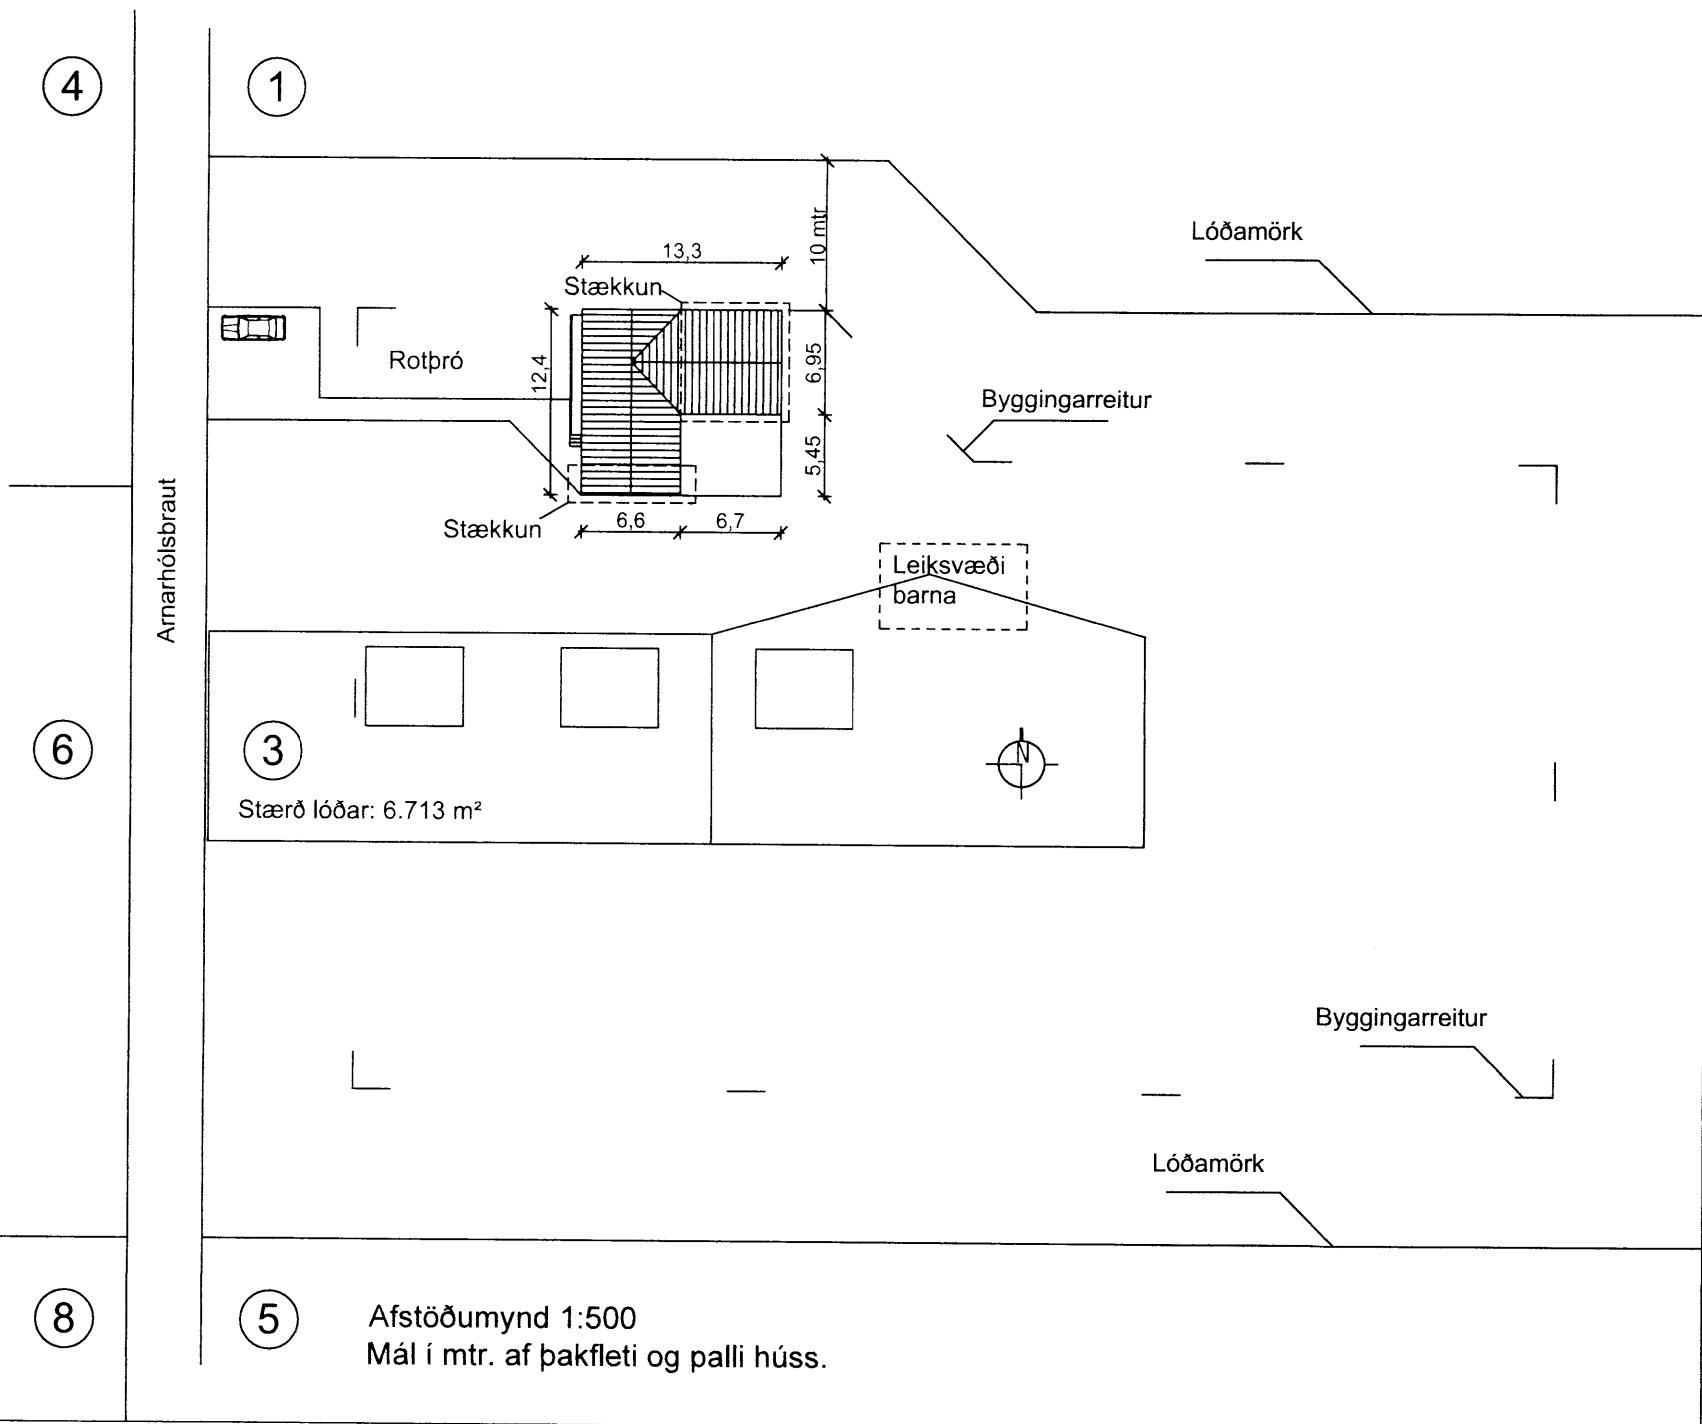 4
1
Lóðamörk
10 mtr
13,3
Stækkun
Rotþró
12,4
6,95
Byggingarreitur
5,45
Stækkun
6,6
6,7
Arnarhólsbraut
Leiksvæði
barna
6
3
N
Stærð lóðar: 6.713 m²
Byggingarreitur
Lóðamörk
8
5
Afstöðumynd 1:500
Mál í mtr. af þakfleti og palli húss.